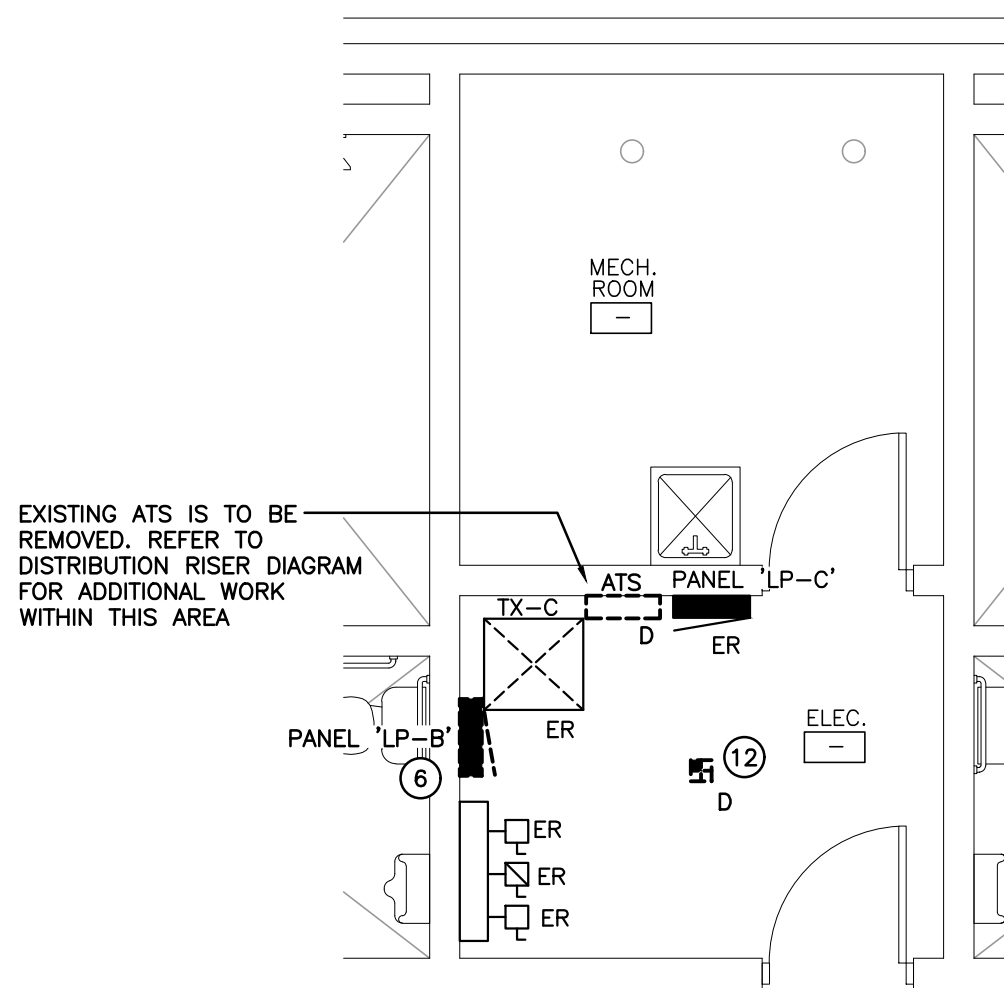 MECH.
ROOM
–
EXISTING ATS IS TO BE
REMOVED. REFER TO
DISTRIBUTION RISER DIAGRAM
FOR ADDITIONAL WORK
WITHIN THIS AREA
ATS
PANEL 'LP-C'
TX-C
D
ER
ER
PANEL 'LP-B'
6
ELEC.
–
12
D
ER
ER
ER